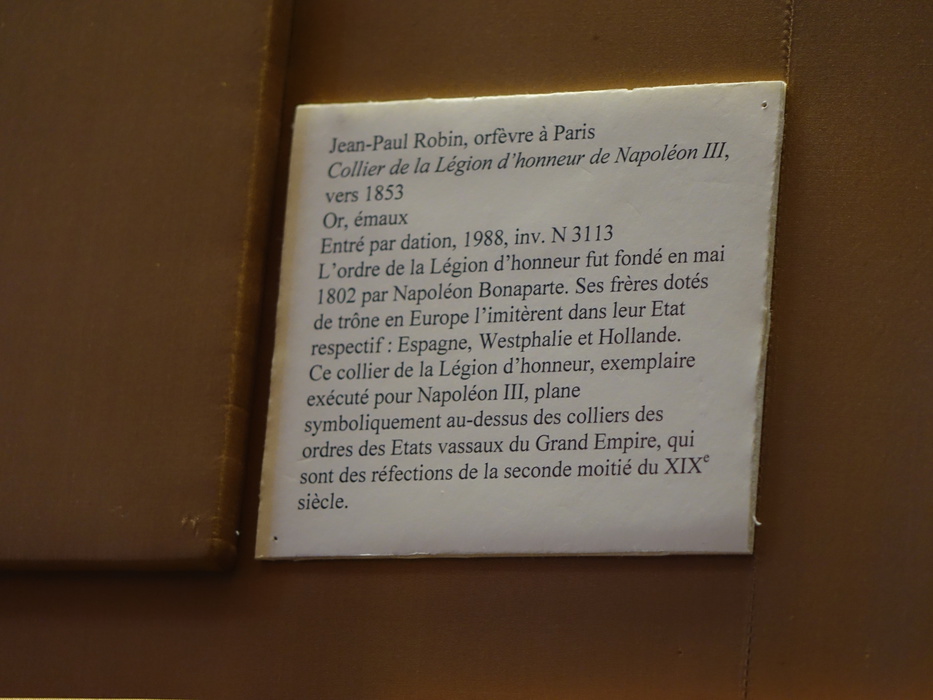 Jean-Paul Robin, orfèvre à Paris
Collier de la Légion d'honneur de Napoléon III,
vers 1853
Or, émaux
Entré par dation, 1988, inv. N 3113
L'ordre de la Légion d'honneur fut fondé en mai
1802 par Napoléon Bonaparte. Ses frères dotés
de trône en Europe l'imitèrent dans leur Etat
respectif : Espagne, Westphalie et Hollande.
Ce collier de la Légion d'honneur, exemplaire
exécuté pour Napoléon III, plane
symboliquement au-dessus des colliers des
ordres des Etats vassaux du Grand Empire, qui
sont des réfections de la seconde moitié du XIXe
siècle.